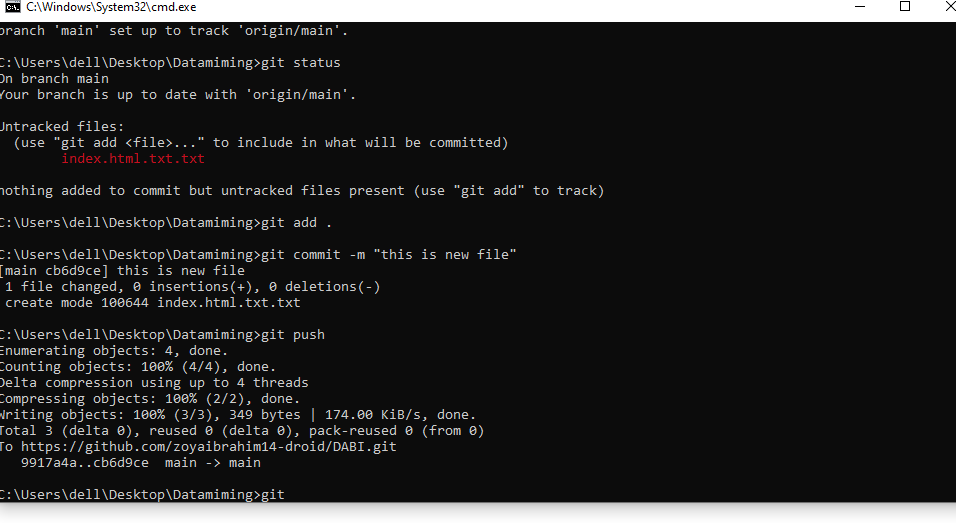 C:\Windows\System32\cmd.exe
branch 'main' set up to track 'origin/main'.
C:\Users\dell\Desktop\Datamiming>git status
On branch main
Your branch is up to date with 'origin/main'.
Untracked files:
  (use "git add <file>..." to include in what will be committed)
        index.html.txt.txt
nothing added to commit but untracked files present (use "git add" to track)
C:\Users\dell\Desktop\Datamiming>git add .
C:\Users\dell\Desktop\Datamiming>git commit -m "this is new file"
[main cb6d9ce] this is new file
 1 file changed, 0 insertions(+), 0 deletions(-)
 create mode 100644 index.html.txt.txt
C:\Users\dell\Desktop\Datamiming>git push
Enumerating objects: 4, done.
Counting objects: 100% (4/4), done.
Delta compression using up to 4 threads
Compressing objects: 100% (2/2), done.
Writing objects: 100% (3/3), 349 bytes | 174.00 KiB/s, done.
Total 3 (delta 0), reused 0 (delta 0), pack-reused 0 (from 0)
To https://github.com/zoyaibrahim14-droid/DABI.git
   9917a4a..cb6d9ce  main -> main
C:\Users\dell\Desktop\Datamiming>git